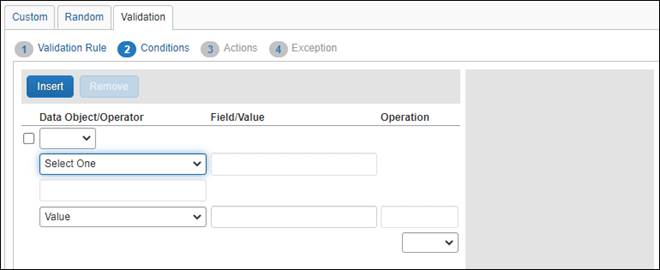 Custom Random Validation
1 Validation Rule 2 Conditions 3 Actions 4 Exception
Insert Remove
Data Object/Operator Field/Value Operation
Select One
Value